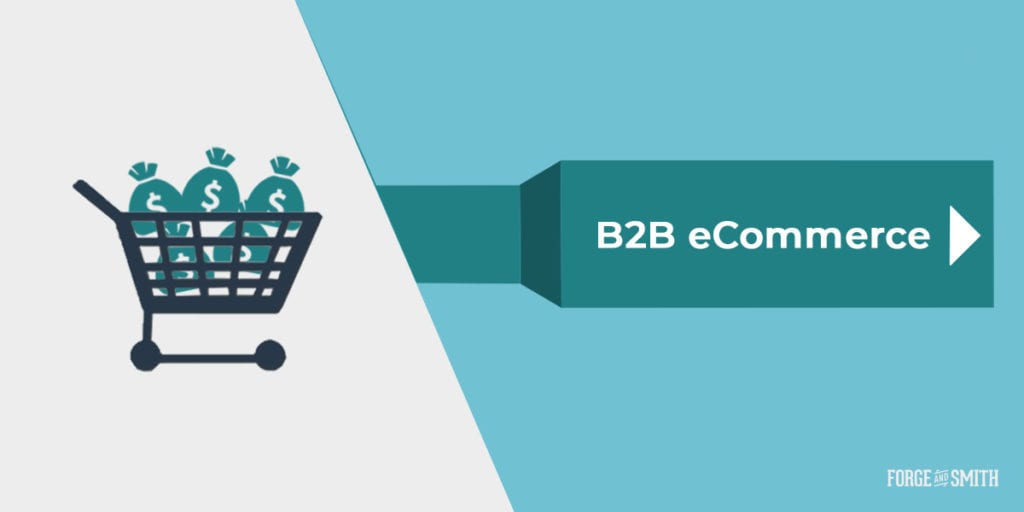 $ $ $
$ $
B2B eCommerce
FORGE AND SMITH